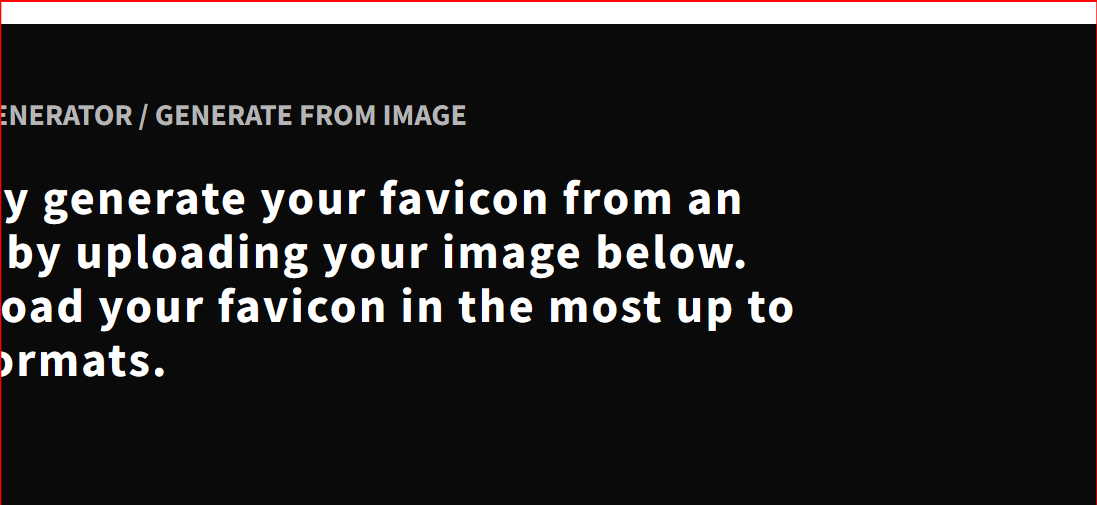 ENERATOR / GENERATE FROM IMAGE
y generate your favicon from an
by uploading your image below.
oad your favicon in the most up to
ormats.